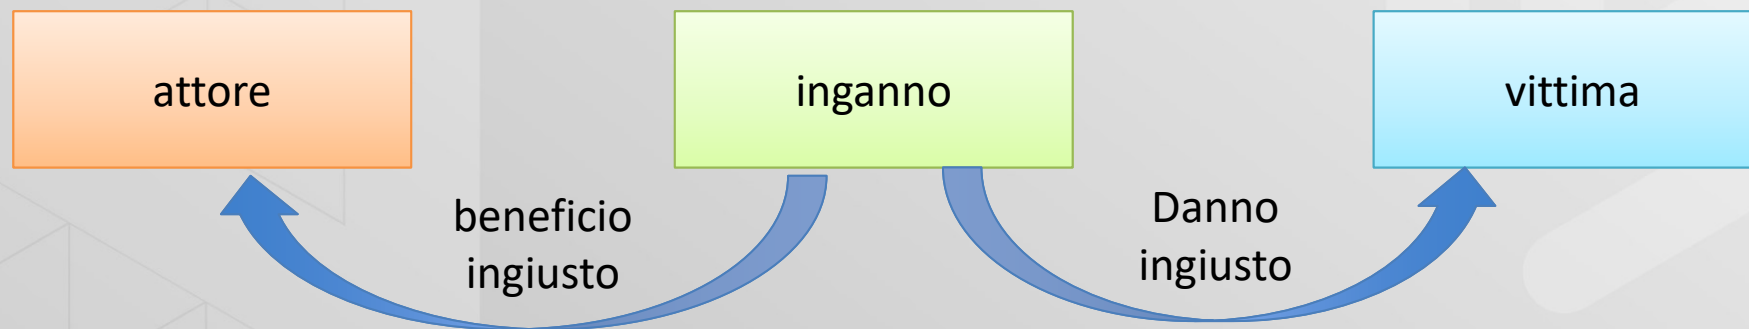 attore
inganno
vittima
beneficio
ingiusto
Danno
ingiusto